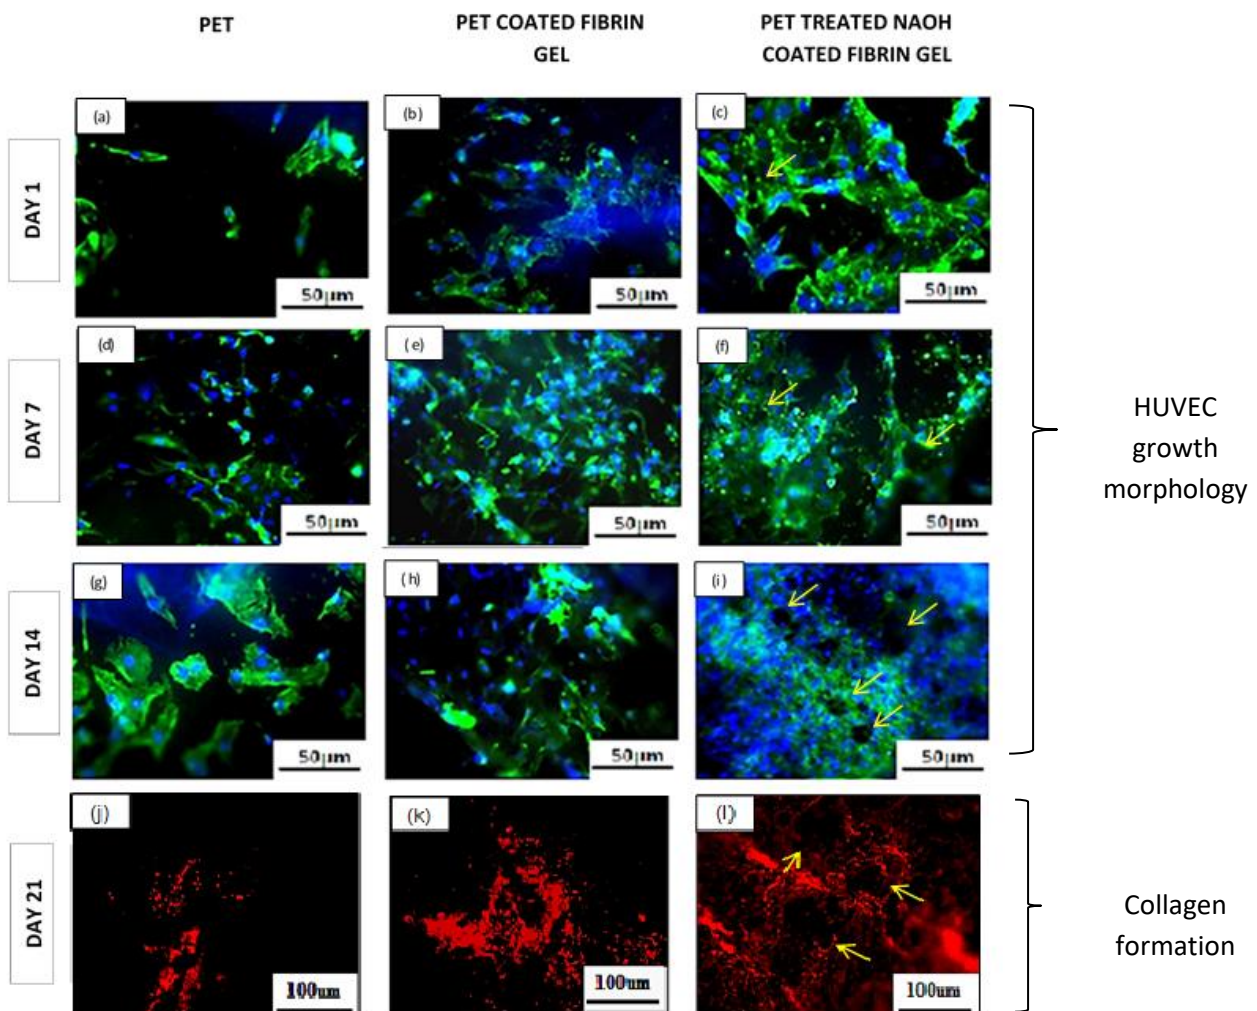 PET
PET COATED FIBRIN
GEL
PET TREATED NAOH
COATED FIBRIN GEL
DAY 1
(a)
50μm
(b)
50μm
(c)
50μm
DAY 7
(d)
50μm
(e)
50μm
(f)
50μm
HUVEC
growth
morphology
DAY 14
(g)
50μm
(h)
50μm
(i)
50μm
DAY 21
(j)
100um
(k)
100um
(l)
100um
Collagen
formation